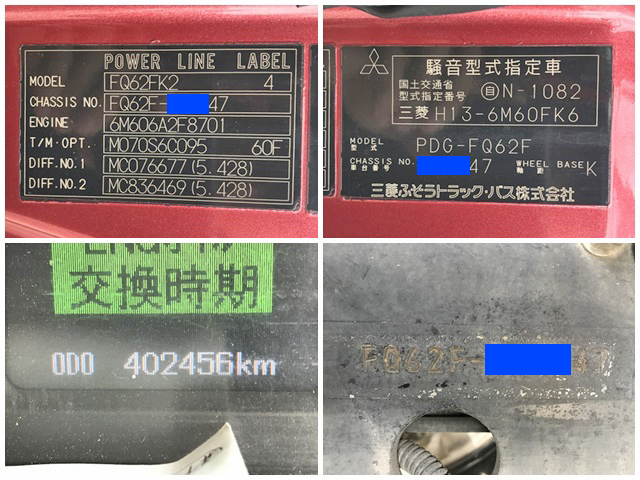 POWER LINE LABEL
MODEL FQ62FK2 4
CHASSIS NO. FQ62F- 47
ENGINE 6M606A2F8701
T/M·OPT. M070S6C095 60F
DIFF.NO.1 MC076677(5.428)
DIFF.NO.2 MC836469(5.428)
騒音型式指定車
国土交通省
型式指定番号 自N-1082
三菱 H13-6M60FK6
MODEL
型式 PDG-FQ62F
CHASSIS NO.
車台番号 47 WHEEL BASE
軸距 K
三菱ふそうトラック・バス株式会社
交換時期
ODO 402456km
FQ62F- 47